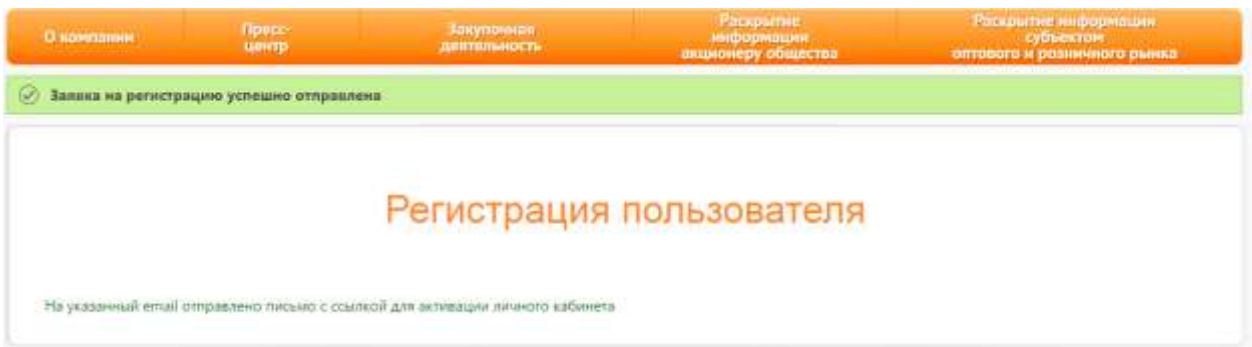 О компании
Пресс-
центр
Закупочная
деятельность
Раскрытие
информации
акционеру общества
Раскрытие информации
субъектом
оптового и розничного рынка
Заявка на регистрацию успешно отправлена
Регистрация пользователя
На указанный email отправлено письмо с ссылкой для активации личного кабинета